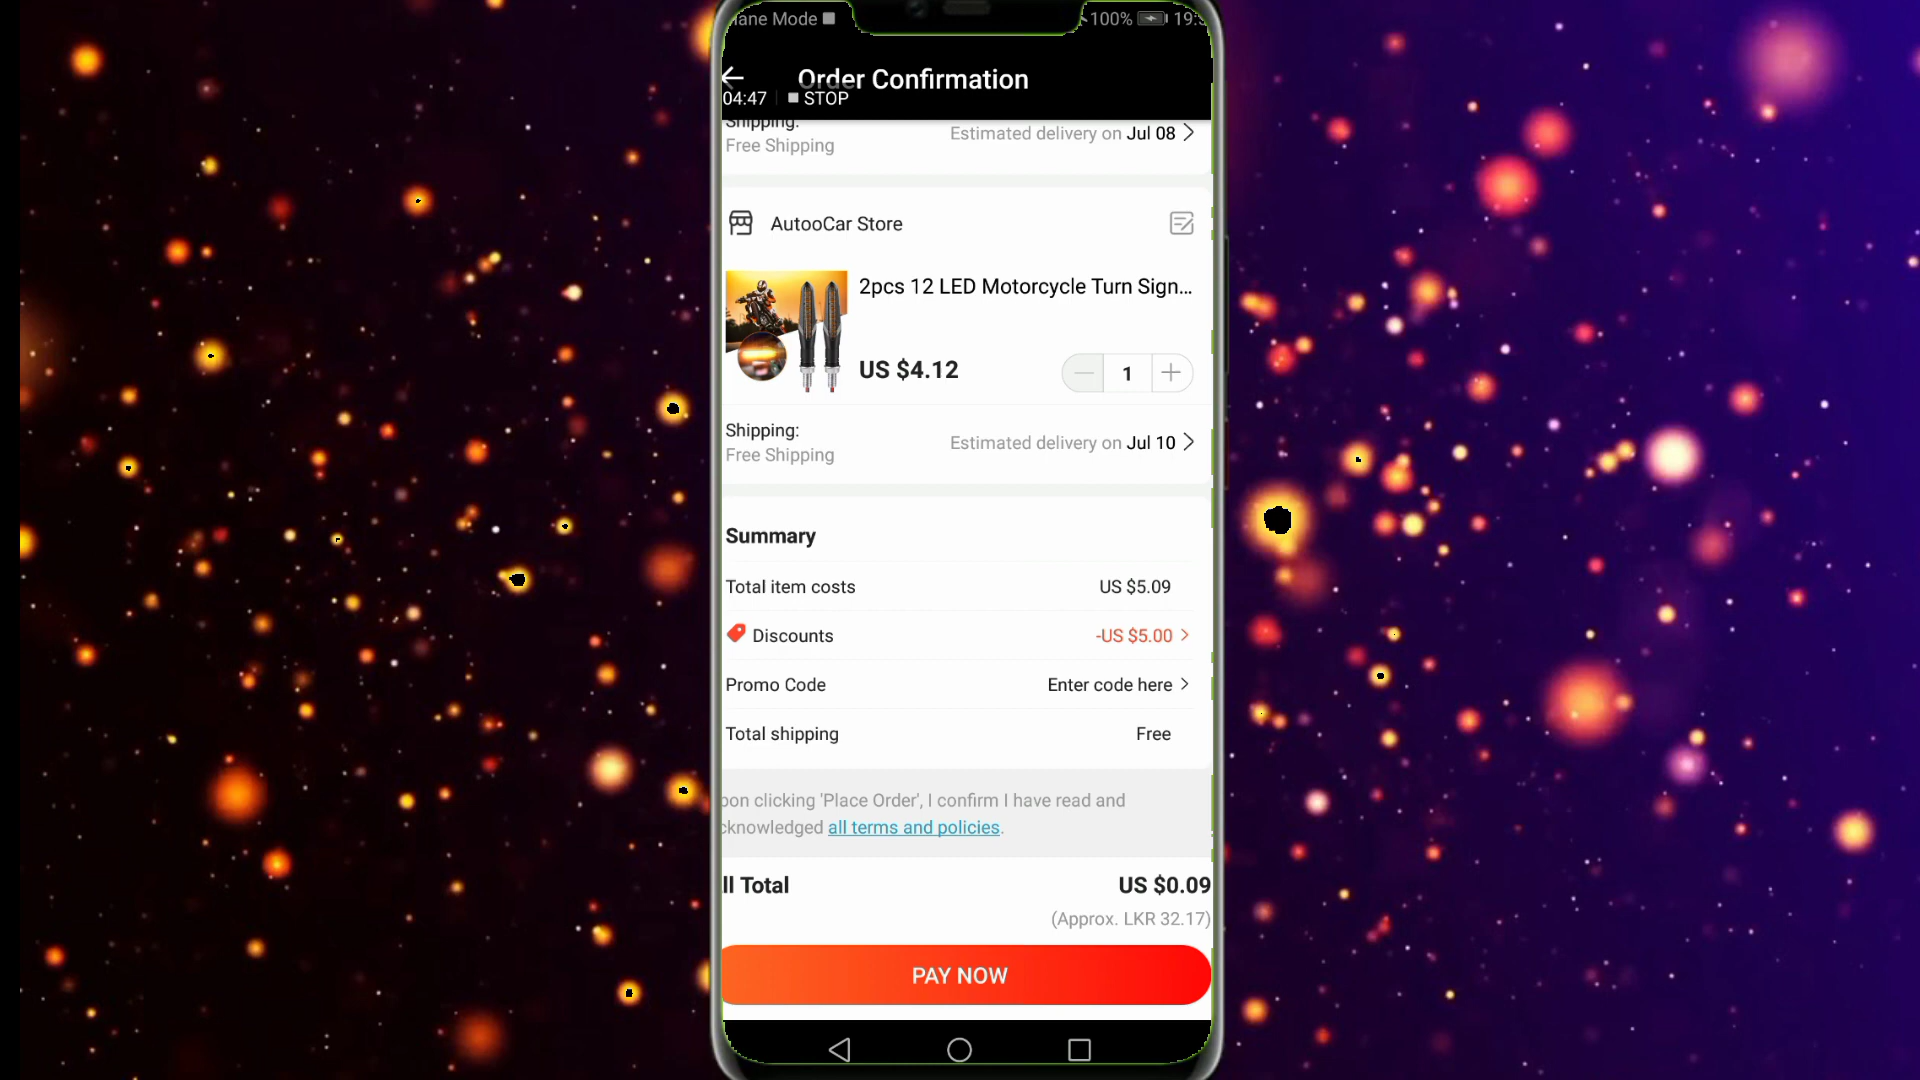 lane Mode
100% 19:
Order Confirmation
04:47 STOP
Shipping:
Free Shipping
Estimated delivery on Jul 08
AutooCar Store
2pcs 12 LED Motorcycle Turn Sign...
US $4.12
1
Shipping:
Free Shipping
Estimated delivery on Jul 10
Summary
Total item costs US $5.09
Discounts -US $5.00
Promo Code Enter code here
Total shipping Free
pon clicking 'Place Order', I confirm I have read and
cknowledged all terms and policies.
ll Total US $0.09
(Approx. LKR 32.17)
PAY NOW